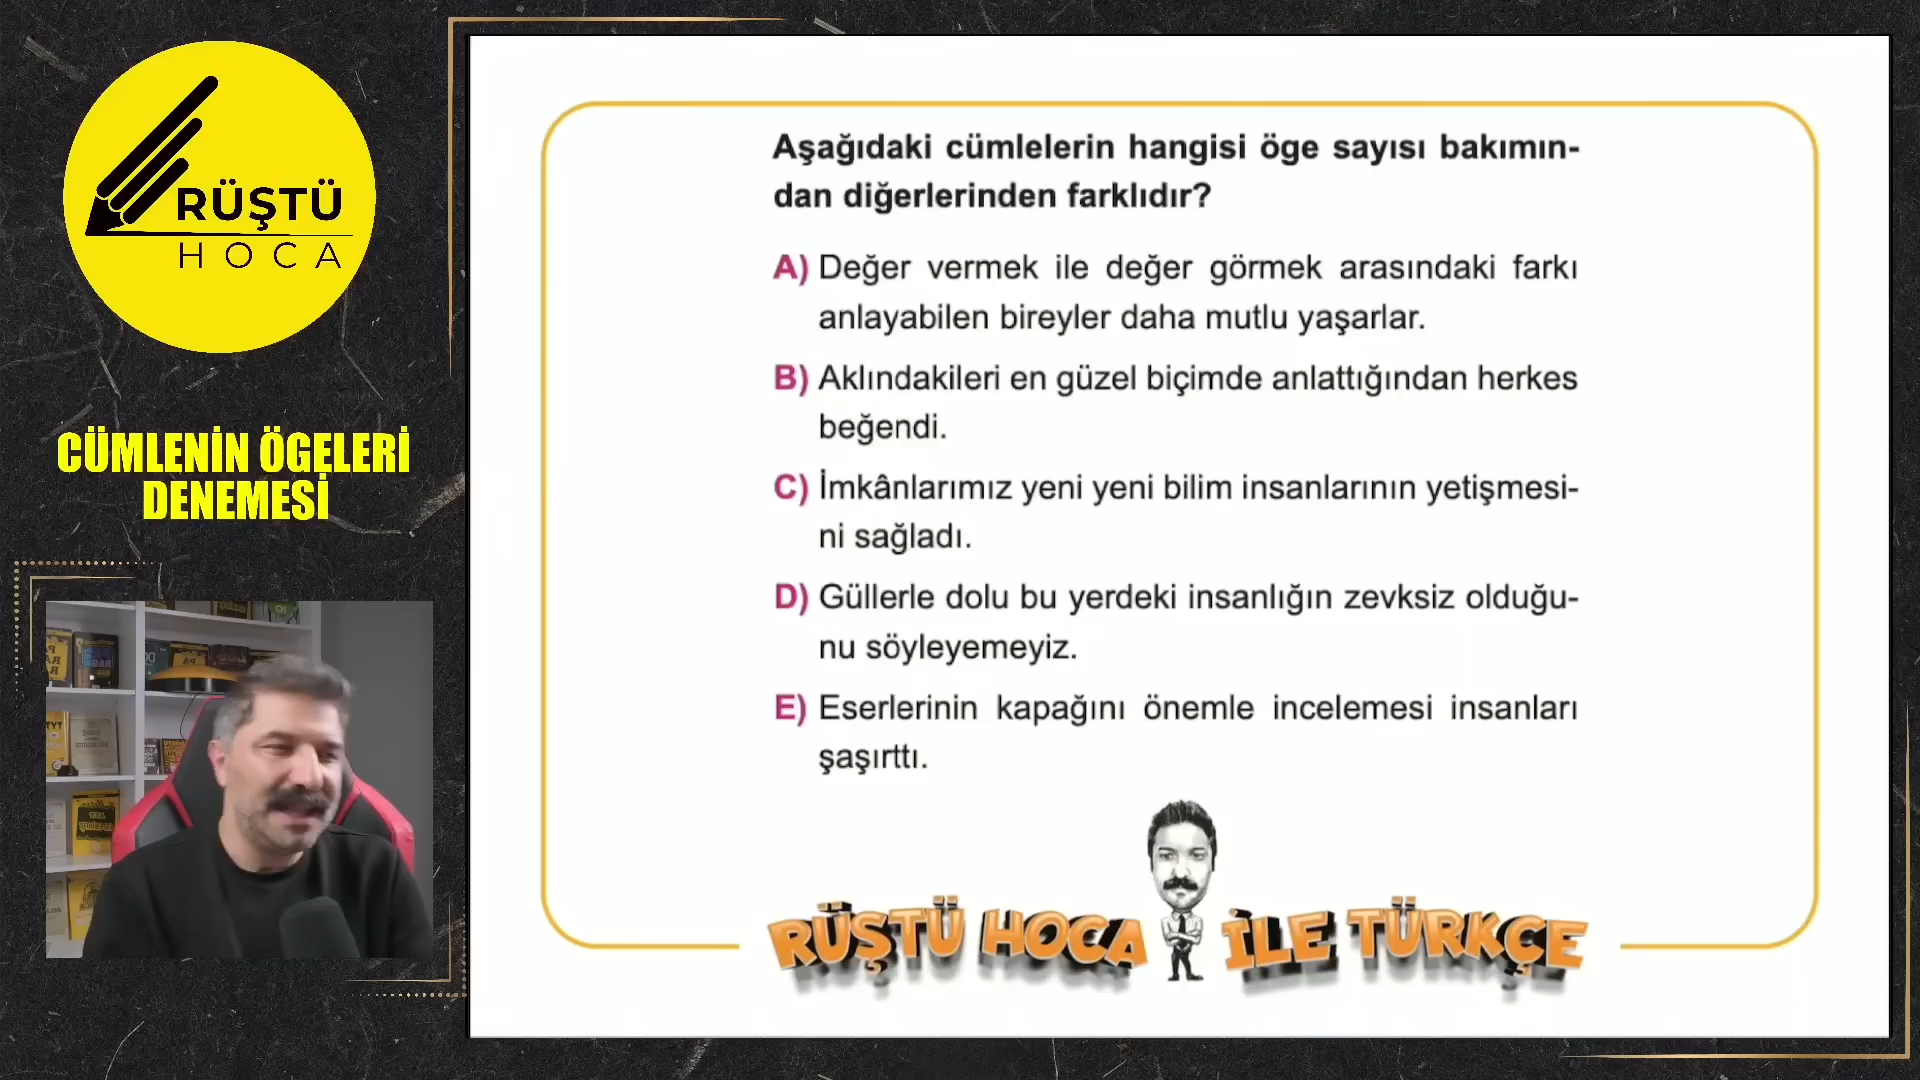 RÜŞTÜ
HOCA
CÜMLENİN ÖGELERİ
DENEMESİ
Aşağıdaki cümlelerin hangisi öge sayısı bakımın-
dan diğerlerinden farklıdır?
A) Değer vermek ile değer görmek arasındaki farkı
anlayabilen bireyler daha mutlu yaşarlar.
B) Aklındakileri en güzel biçimde anlattığından herkes
beğendi.
C) İmkânlarımız yeni yeni bilim insanlarının yetişmesi-
ni sağladı.
D) Güllerle dolu bu yerdeki insanlığın zevksiz olduğu-
nu söyleyemeyiz.
E) Eserlerinin kapağını önemle incelemesi insanları
şaşırttı.
RÜŞTÜ HOCA İLE TÜRKÇE